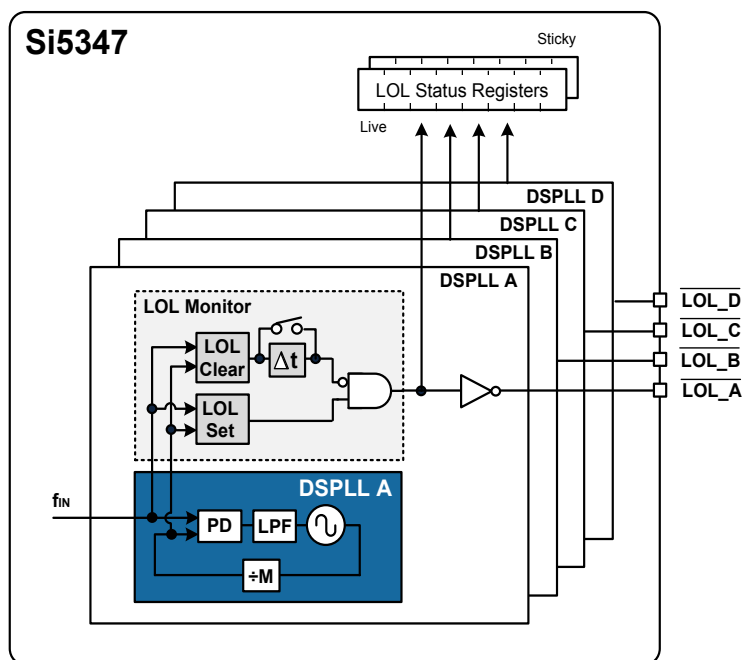 Si5347
Sticky
LOL Status Registers
Live
DSPLL D
DSPLL C
DSPLL B
DSPLL A
LOL Monitor
LOL
Clear
Δt
LOL
Set
LOL_D
LOL_C
LOL_B
LOL_A
DSPLL A
fIN
PD
LPF
÷M